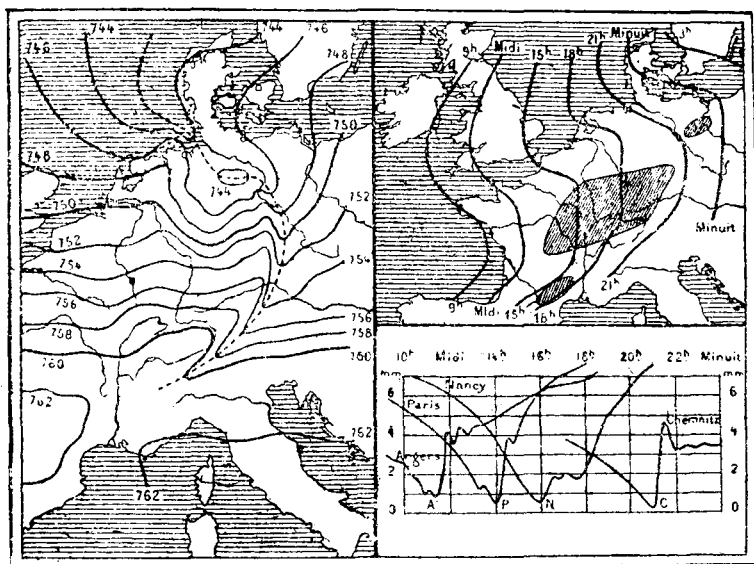 744
746
744
746
748
750
748
744
750
752
752
754
754
756
756
758
758
760
760
762
762
762
9h
Midi
15h
18h
21h
Minuit
3h
Minuit
21h
9h
Midi
15h
18h
10h Midi 14h 16h 18h 20h 22h Minuit
mm
mm
6
6
Nancy
Paris
4
4
Chemnitz
Angers
2
2
0
A P N C